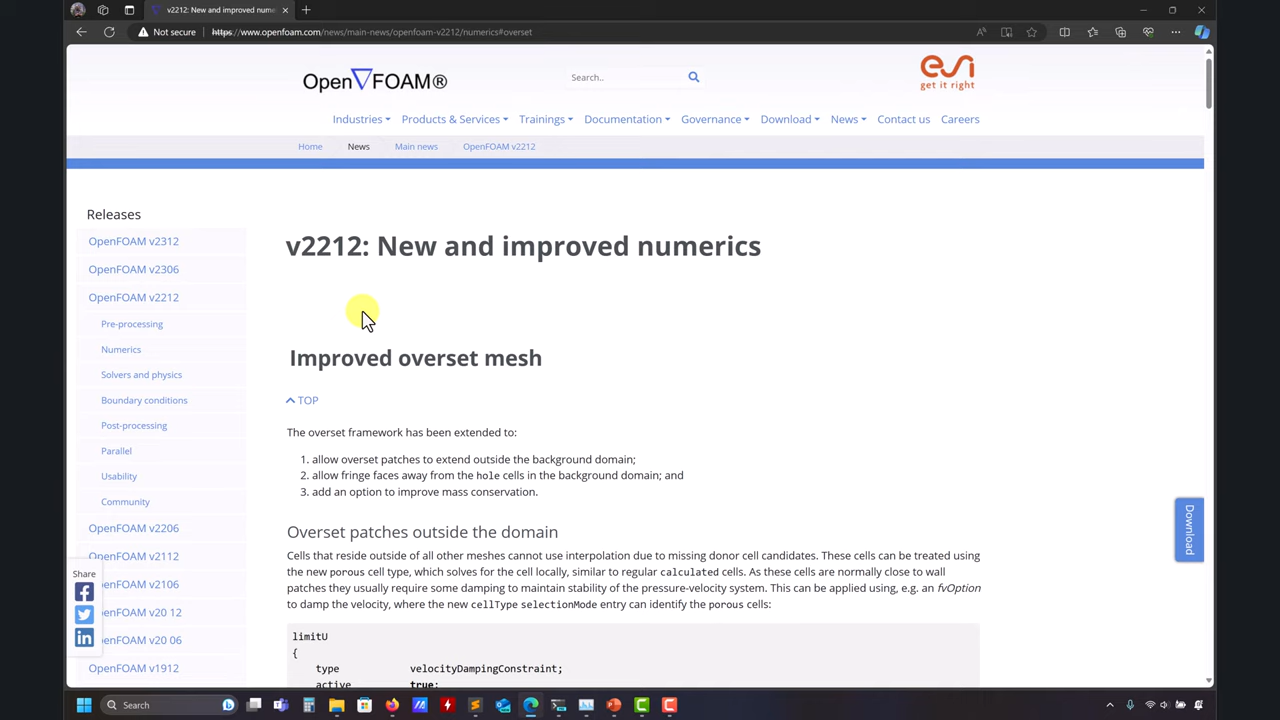 v2212: New and improved nume
Not secure https://www.openfoam.com/news/main-news/openfoam-v2212/numerics#overset
Open FOAM®
Search..
esi
get it right
Industries Products & Services Trainings Documentation Governance Download News Contact us Careers
Home News Main news OpenFOAM v2212
Releases
OpenFOAM v2312
OpenFOAM v2306
OpenFOAM v2212
Pre-processing
Numerics
Solvers and physics
Boundary conditions
Post-processing
Parallel
Usability
Community
OpenFOAM v2206
OpenFOAM v2112
OpenFOAM v2106
enFOAM v20 12
enFOAM v20 06
OpenFOAM v1912
Share
v2212: New and improved numerics
Improved overset mesh
TOP
The overset framework has been extended to:
1. allow overset patches to extend outside the background domain;
2. allow fringe faces away from the hole cells in the background domain; and
3. add an option to improve mass conservation.
Overset patches outside the domain
Cells that reside outside of all other meshes cannot use interpolation due to missing donor cell candidates. These cells can be treated using
the new porous cell type, which solves for the cell locally, similar to regular calculated cells. As these cells are normally close to wall
patches they usually require some damping to maintain stability of the pressure-velocity system. This can be applied using, e.g. an fvOption
to damp the velocity, where the new cellType selectionMode entry can identify the porous cells:
limitU
{
type velocityDampingConstraint;
active true;
Download
Search